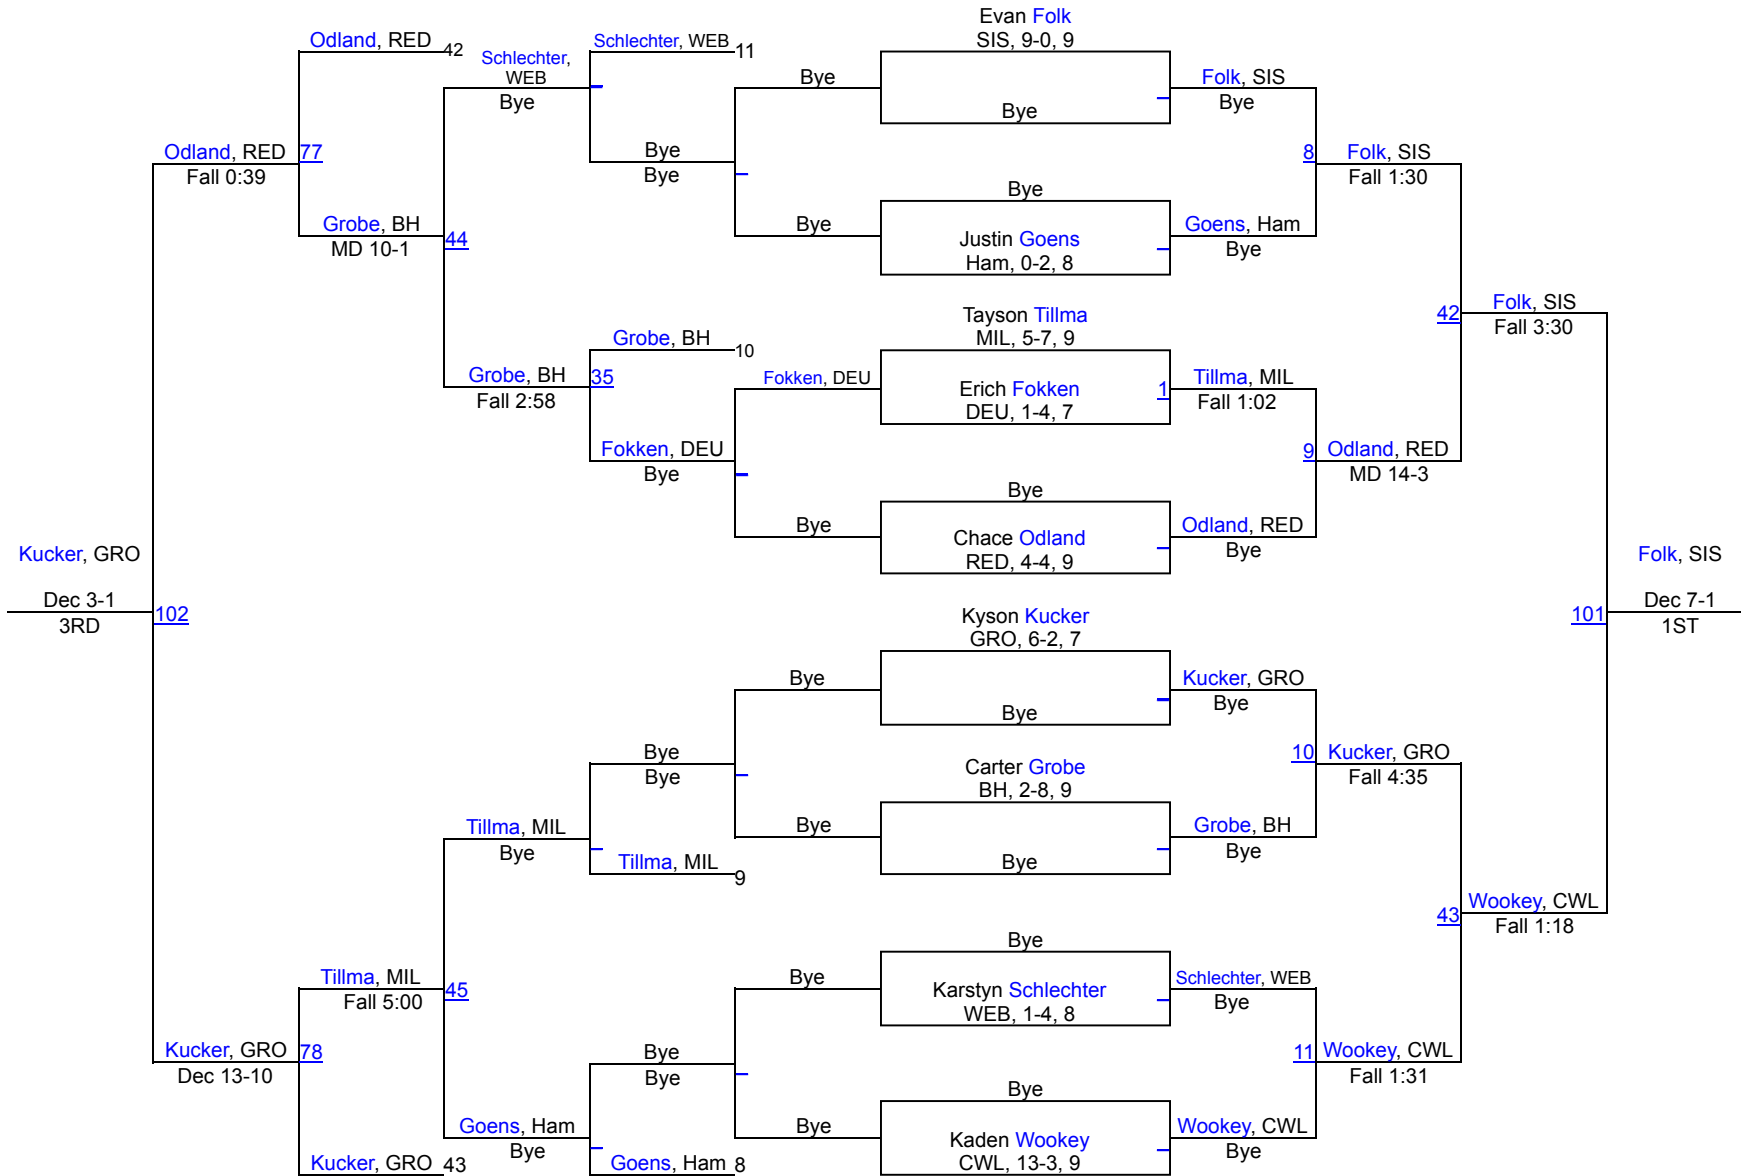 Evan Folk
SIS, 9-0, 9
Odland, RED 42
Schlechter, WEB 11
Schlechter,
WEB
Bye
Bye
Folk, SIS
Bye
Bye
Odland, RED 77
Fall 0:39
Bye
Bye
8 Folk, SIS
Fall 1:30
Bye
Grobe, BH
MD 10-1
44
Bye
Justin Goens
Ham, 0-2, 8
Goens, Ham
Bye
Tayson Tillma
MIL, 5-7, 9
42 Folk, SIS
Fall 3:30
Grobe, BH 10
Grobe, BH 35
Fall 2:58
Fokken, DEU
Erich Fokken 1
DEU, 1-4, 7
Tillma, MIL
Fall 1:02
Fokken, DEU
Bye
9 Odland, RED
MD 14-3
Bye
Bye
Chace Odland
RED, 4-4, 9
Odland, RED
Bye
Kucker, GRO
Folk, SIS
Dec 3-1
3RD
102
101
Dec 7-1
1ST
Kyson Kucker
GRO, 6-2, 7
Bye
Kucker, GRO
Bye
Bye
Bye
Bye
10 Kucker, GRO
Fall 4:35
Carter Grobe
BH, 2-8, 9
Tillma, MIL
Bye
Bye
Grobe, BH
Bye
Bye
Tillma, MIL 9
43 Wookey, CWL
Fall 1:18
Bye
Tillma, MIL
Fall 5:00
45
Bye
Karstyn Schlechter
WEB, 1-4, 8
Schlechter, WEB
Bye
Kucker, GRO 78
Dec 13-10
Bye
Bye
11 Wookey, CWL
Fall 1:31
Bye
Goens, Ham
Bye
Bye
Kaden Wookey
CWL, 13-3, 9
Wookey, CWL
Bye
Kucker, GRO 43
Goens, Ham 8